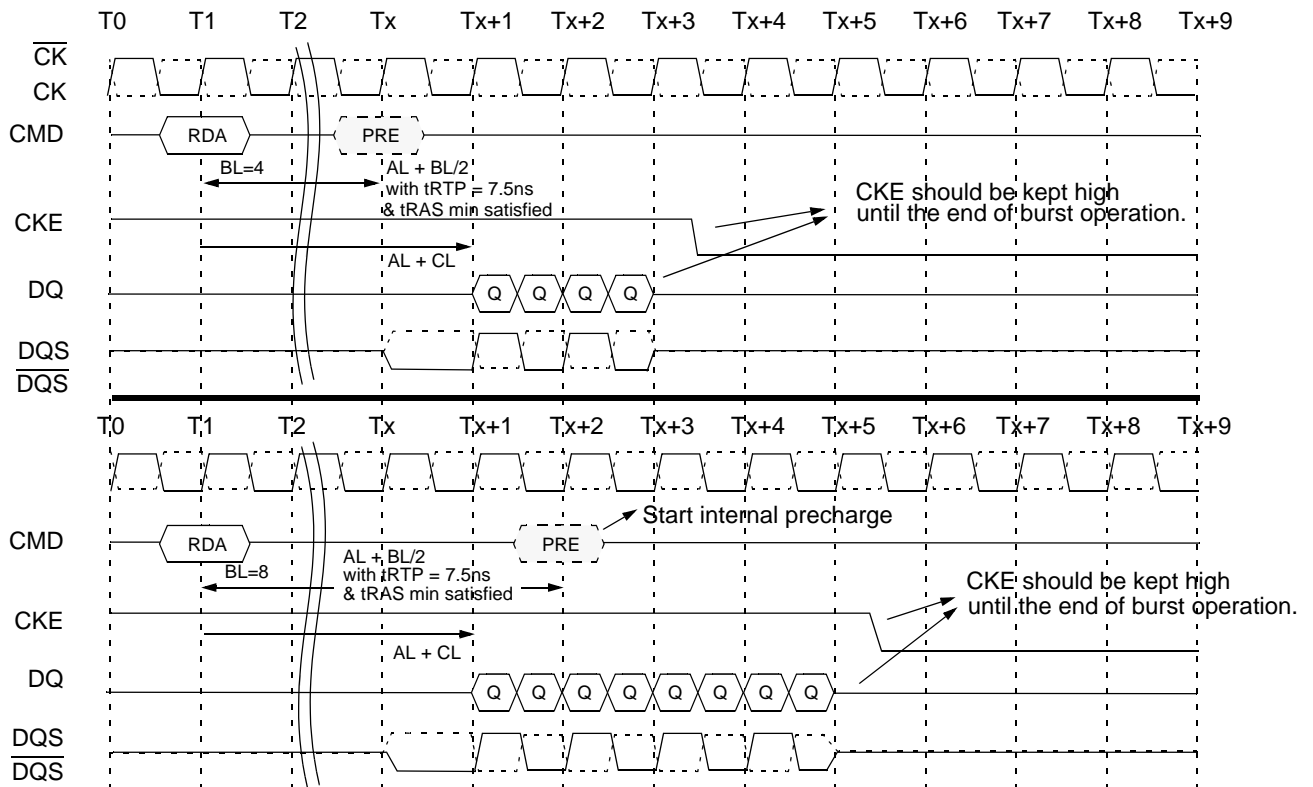 T0 T1 T2 Tx Tx+1 Tx+2 Tx+3 Tx+4 Tx+5 Tx+6 Tx+7 Tx+8 Tx+9
CK
CK
CMD RDA PRE
BL=4 AL + BL/2
with tRTP = 7.5ns
& tRAS min satisfied
CKE should be kept high
until the end of burst operation.
CKE
AL + CL
DQ Q Q Q Q
DQS
DQS
T0 T1 T2 Tx Tx+1 Tx+2 Tx+3 Tx+4 Tx+5 Tx+6 Tx+7 Tx+8 Tx+9
Start internal precharge
CMD RDA PRE
BL=8 AL + BL/2
with tRTP = 7.5ns
& tRAS min satisfied
CKE should be kept high
until the end of burst operation.
CKE
AL + CL
DQ Q Q Q Q Q Q Q Q
DQS
DQS